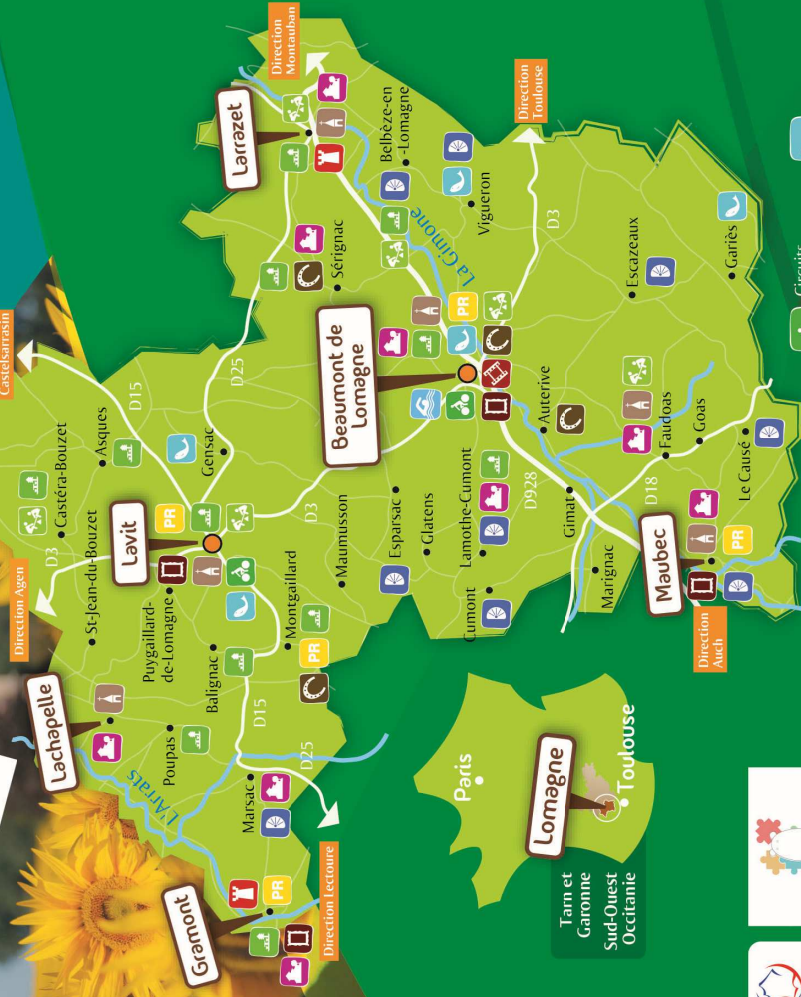 Castelsarrasin
Direction
Montauban
Direction
Toulouse
Direction Agen
Direction
Auch
Direction Lectoure
Larrazet
Belbèze-en
-Lomagne
Vigueron
La Gimone
D3
Sérignac
D25
Escazeaux
Gariès
Circuits
Beaumont de
Lomagne
PR
Auterive
Faudoas
Goas
Le Causé
D15
Asques
Gensac
Castéra-Bouzet
D3
St-Jean-du-Bouzet
Lavit
PR
D3
Puygaillard-
de-Lomagne
Balignac
Montgaillard
PR
Maumusson
Esparsac
Glatens
Lamothe-Cumont
Cumont
D928
Gimat
D18
Marignac
Maubec
PR
Lachapelle
Poupas
L'Arrats
D15
D25
Marsac
Gramont
PR
Paris
Lomagne
Toulouse
Tarn et
Garonne
Sud-Ouest
Occitanie